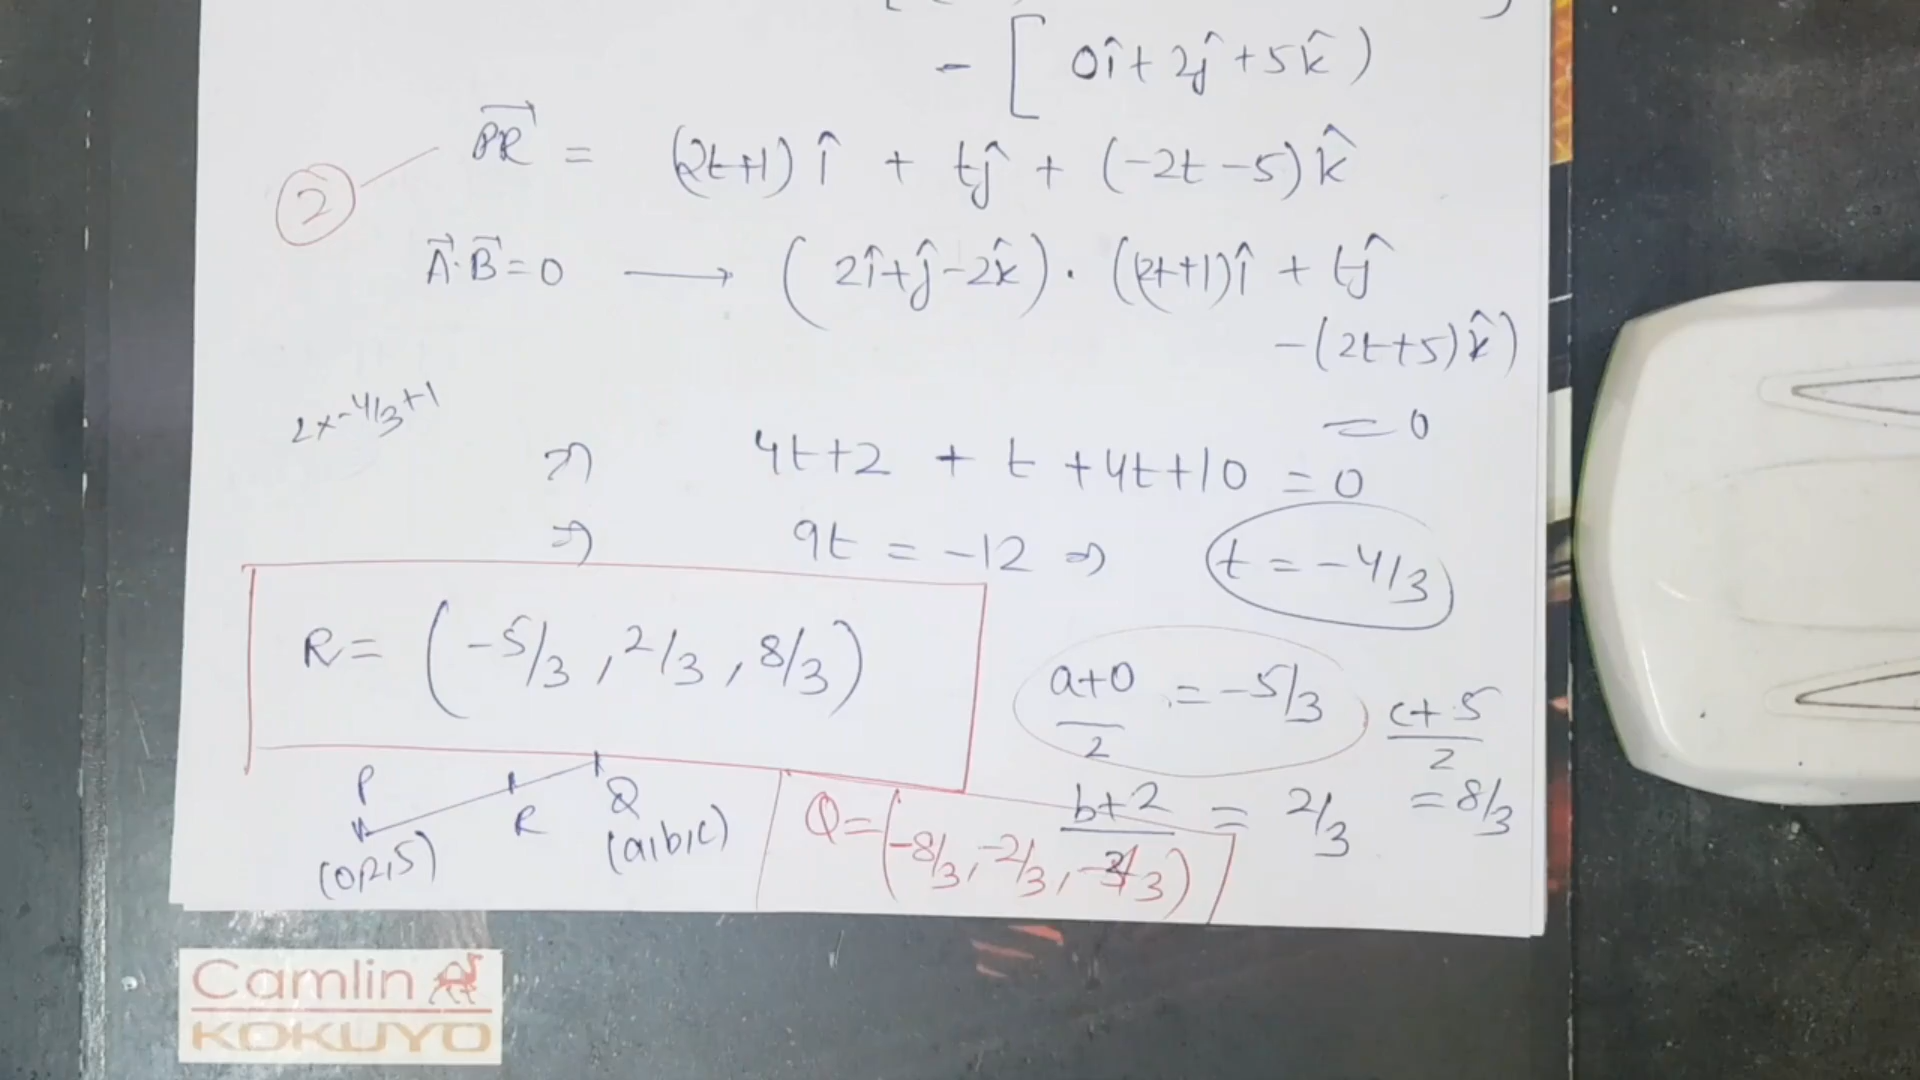 - [ 0î + 2ĵ + 5k̂ )
② PR⃗ = (2t+1) î + tĵ + (-2t-5) k̂
A⃗·B⃗ = 0 → ( 2î+ĵ-2k̂ ) · ( (2t+1)î + tĵ
-(2t+5) k̂ )
= 0
2×-4/3+1
⇒ 4t+2 + t + 4t+10 = 0
⇒ 9t = -12 ⇒ t = -4/3
R = ( -5/3 , 2/3 , 8/3 )
a+0/2 = -5/3
c+5/2 = 8/3
b+2/2 = 2/3
P R Q
(0,2,5) (a,b,c)
Q = ( -8/3 , -2/3 ,
Camlin
KOKUYO